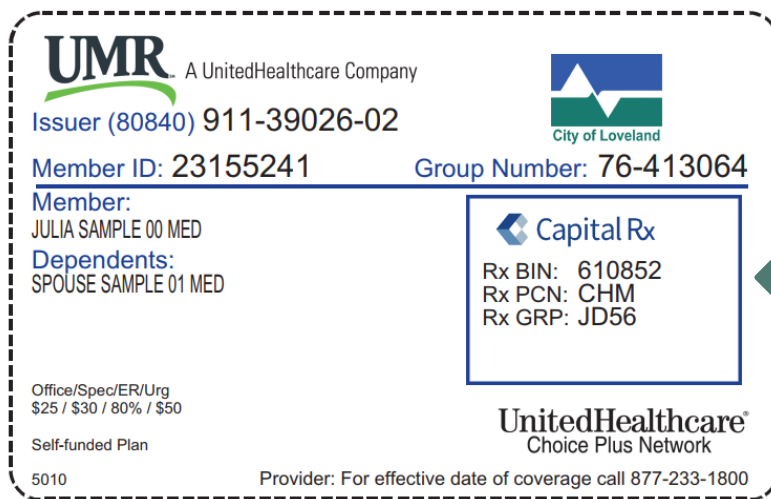 UMR A UnitedHealthcare Company
City of Loveland
Issuer (80840) 911-39026-02
Member ID: 23155241 Group Number: 76-413064
Member:
JULIA SAMPLE 00 MED
Dependents:
SPOUSE SAMPLE 01 MED
Capital Rx
Rx BIN: 610852
Rx PCN: CHM
Rx GRP: JD56
Office/Spec/ER/Urg
$25 / $30 / 80% / $50
Self-funded Plan
UnitedHealthcare®
Choice Plus Network
5010 Provider: For effective date of coverage call 877-233-1800